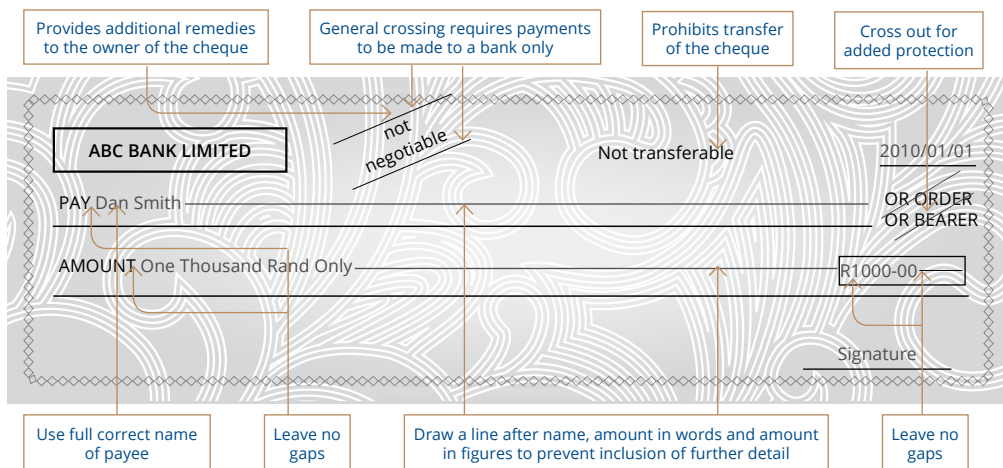 Provides additional remedies
to the owner of the cheque
General crossing requires payments
to be made to a bank only
Prohibits transfer
of the cheque
Cross out for
added protection
ABC BANK LIMITED
not
negotiable
Not transferable
2010/01/01
PAY Dan Smith
OR ORDER
OR BEARER
AMOUNT One Thousand Rand Only
R1000-00
Signature
Use full correct name
of payee
Leave no
gaps
Draw a line after name, amount in words and amount
in figures to prevent inclusion of further detail
Leave no
gaps